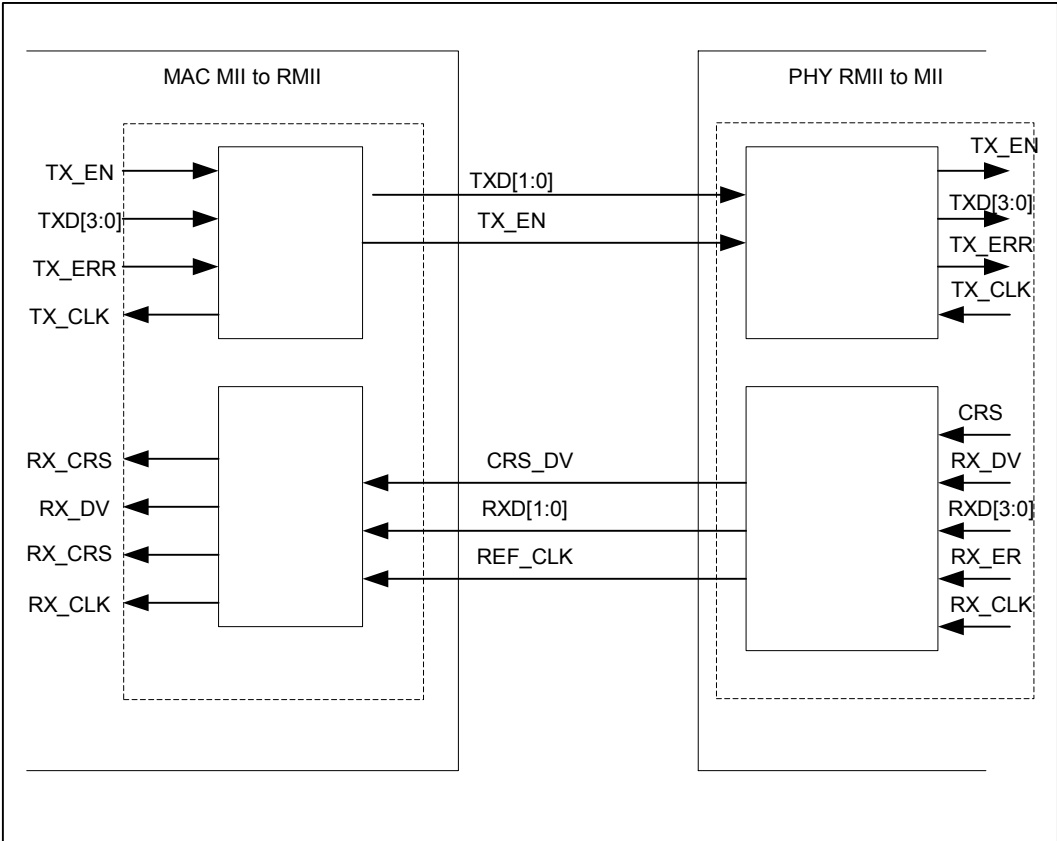 MAC MII to RMII
PHY RMII to MII
TX_EN
TXD[3:0]
TX_ERR
TX_CLK
TXD[1:0]
TX_EN
TX_EN
TXD[3:0]
TX_ERR
TX_CLK
RX_CRS
RX_DV
RX_CRS
RX_CLK
CRS_DV
RXD[1:0]
REF_CLK
CRS
RX_DV
RXD[3:0]
RX_ER
RX_CLK